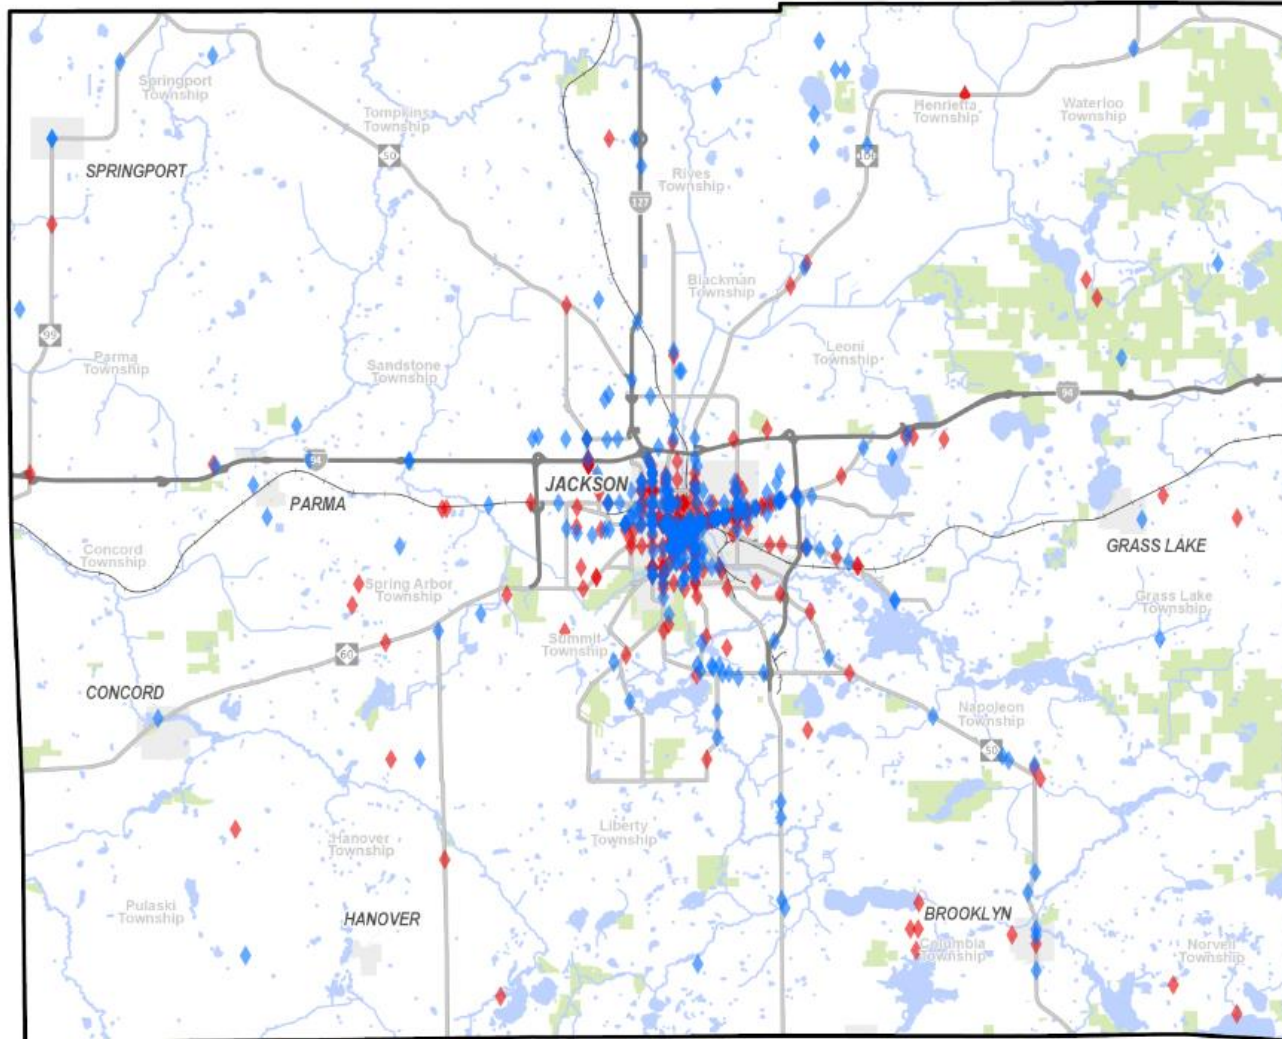 Springport
Township
Tompkins
Township
50
SPRINGPORT
Henrietta
Township
Waterloo
Township
106
Rives
Township
127
Blackman
Township
99
Parma
Township
Sandstone
Township
Leoni
Township
94
94
JACKSON
PARMA
GRASS LAKE
Concord
Township
Spring Arbor
Township
Grass Lake
Township
Summit
Township
60
CONCORD
Napoleon
Township
50
Liberty
Township
Hanover
Township
Pulaski
Township
HANOVER
BROOKLYN
Columbia
Township
Norvell
Township